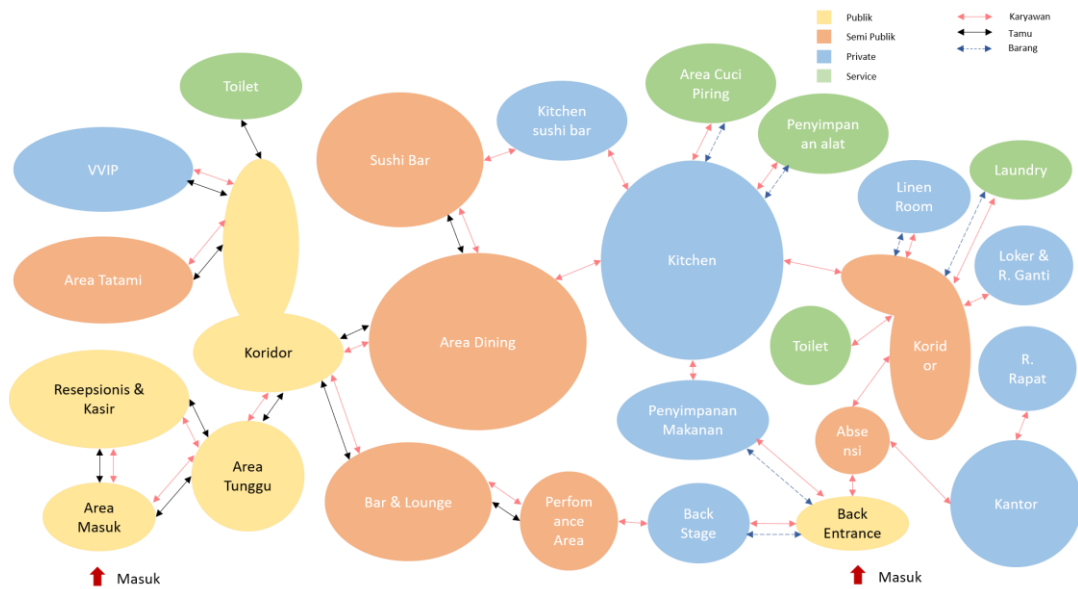 Publik
Semi Publik
Private
Service
Karyawan
Tamu
Barang
Toilet
VVIP
Area Tatami
Koridor
Resepsionis &
Kasir
Area
Tunggu
Area
Masuk
Masuk
Sushi Bar
Kitchen
sushi bar
Area Dining
Bar & Lounge
Perfom
ance
Area
Area Cuci
Piring
Penyimpan
an alat
Kitchen
Penyimpanan
Makanan
Back
Stage
Back
Entrance
Masuk
Linen
Room
Laundry
Loker &
R. Ganti
Korid
or
Toilet
Abse
nsi
R.
Rapat
Kantor